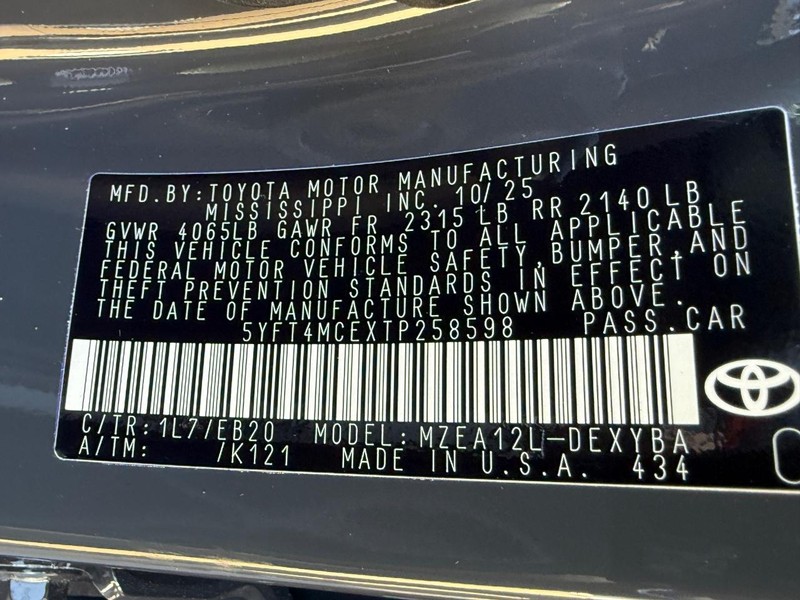 MFD.BY:TOYOTA MOTOR MANUFACTURING
MISSISSIPPI INC. 10/25
GVWR 4065LB GAWR FR 2315LB RR 2140LB
THIS VEHICLE CONFORMS TO ALL APPLICABLE
FEDERAL MOTOR VEHICLE SAFETY,BUMPER,AND
THEFT PREVENTION STANDARDS IN EFFECT ON
THE DATE OF MANUFACTURE SHOWN ABOVE.
5YFT4MCEXTP258598 PASS.CAR
C/TR:1L7/EB20 MODEL:MZEA12L-DEXYBA
A/TM: /K121 MADE IN U.S.A. 434